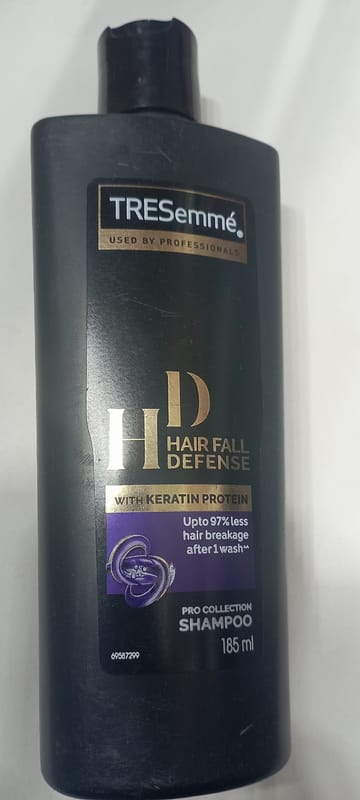 TRESemmé
USED BY PROFESSIONALS
HD
HAIR FALL
DEFENSE
WITH KERATIN PROTEIN
Upto 97% less
hair breakage
after 1 wash^^
PRO COLLECTION
SHAMPOO
185 ml
69587299